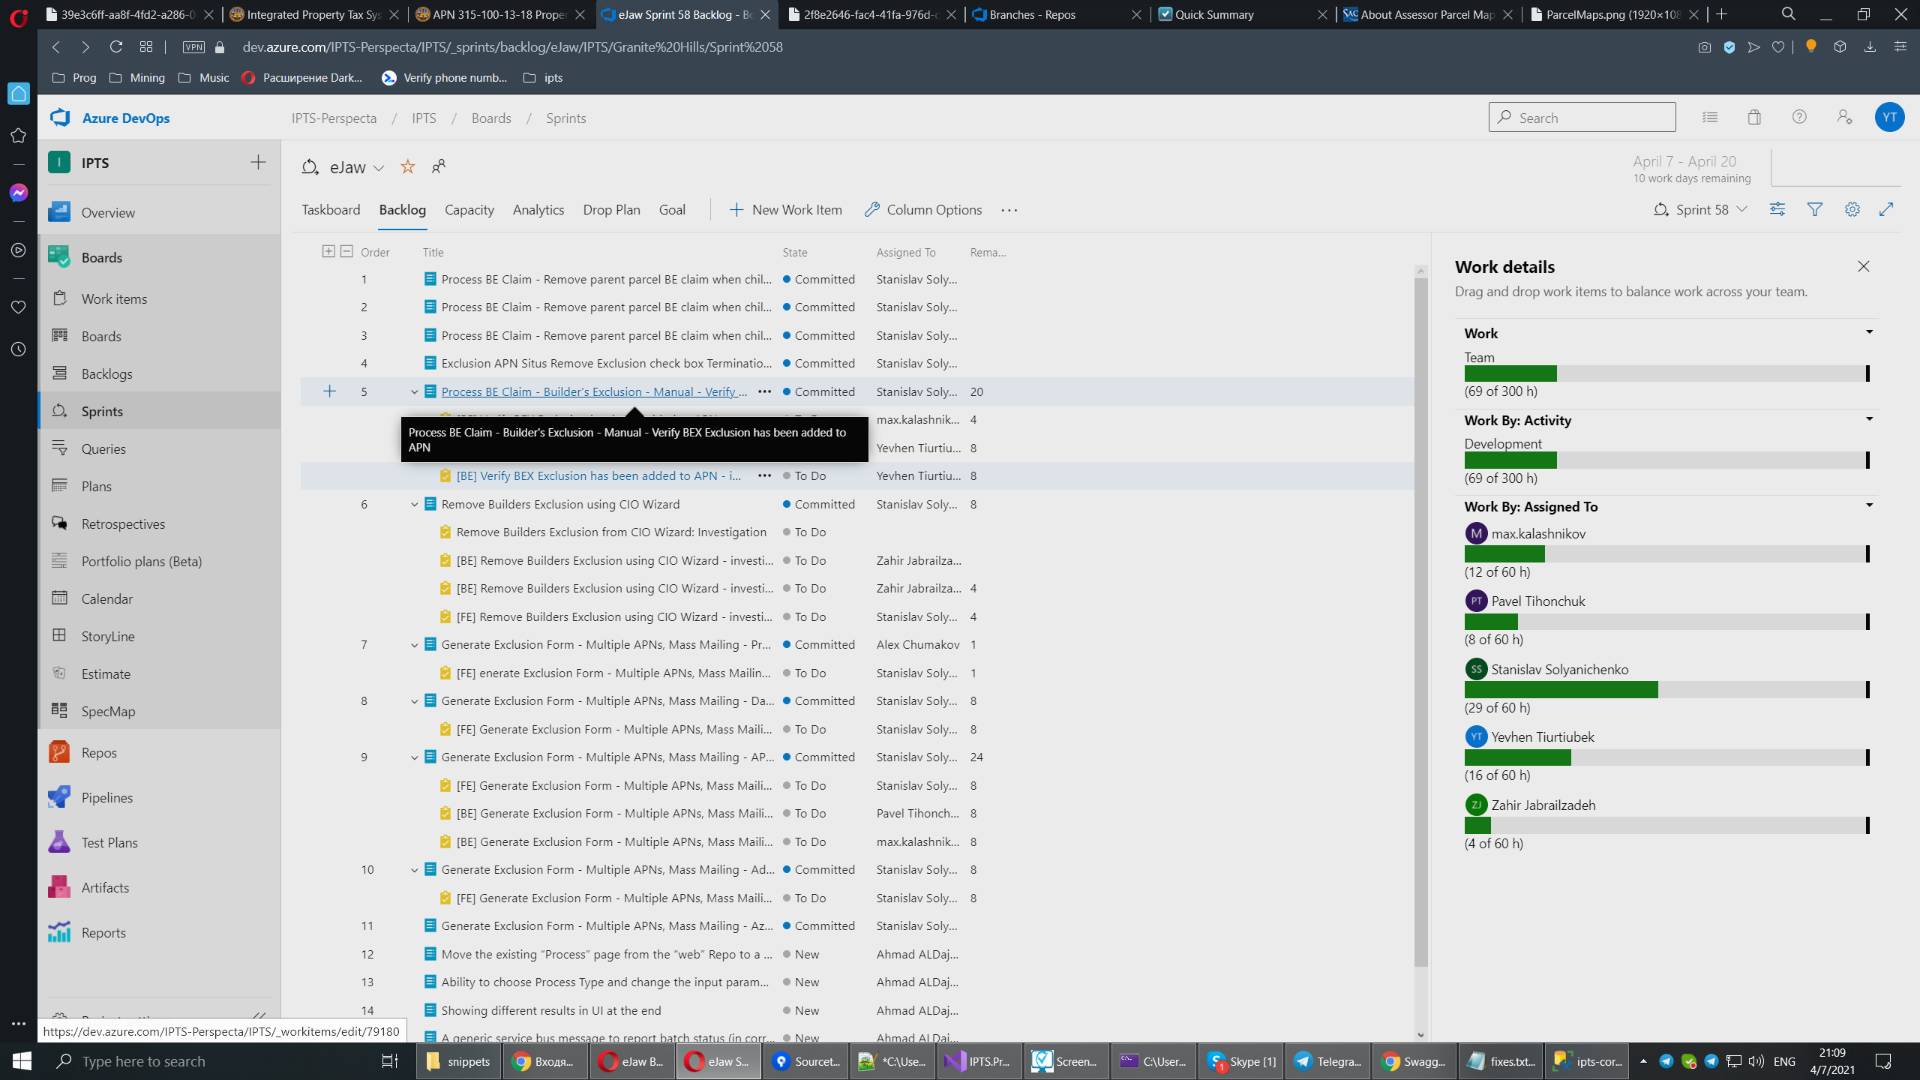 39e3c6ff-aa8f-4fd2-a286-0
Integrated Property Tax Sys
APN 315-100-13-18 Proper
eJaw Sprint 58 Backlog - Bo
2f8e2646-fac4-41fa-976d-c
Branches - Repos
Quick Summary
About Assessor Parcel Map
ParcelMaps.png (1920×108
VPN
dev.azure.com/IPTS-Perspecta/IPTS/_sprints/backlog/eJaw/IPTS/Granite%20Hills/Sprint%2058
Prog
Mining
Music
Расширение Dark...
Verify phone numb...
ipts
Azure DevOps
IPTS-Perspecta / IPTS / Boards / Sprints
Search
YT
I IPTS
Overview
Boards
Work items
Boards
Backlogs
Sprints
Queries
Plans
Retrospectives
Portfolio plans (Beta)
Calendar
StoryLine
Estimate
SpecMap
Repos
Pipelines
Test Plans
Artifacts
Reports
eJaw
April 7 - April 20
10 work days remaining
Taskboard Backlog Capacity Analytics Drop Plan Goal New Work Item Column Options
Sprint 58
Order Title State Assigned To Rema...
1 Process BE Claim - Remove parent parcel BE claim when chil... Committed Stanislav Soly...
2 Process BE Claim - Remove parent parcel BE claim when chil... Committed Stanislav Soly...
3 Process BE Claim - Remove parent parcel BE claim when chil... Committed Stanislav Soly...
4 Exclusion APN Situs Remove Exclusion check box Terminatio... Committed Stanislav Soly...
5 Process BE Claim - Builder's Exclusion - Manual - Verify ... Committed Stanislav Soly... 20
max.kalashnik... 4
Process BE Claim - Builder's Exclusion - Manual - Verify BEX Exclusion has been added to
APN
Yevhen Tiurtiu... 8
[BE] Verify BEX Exclusion has been added to APN - i... To Do Yevhen Tiurtiu... 8
6 Remove Builders Exclusion using CIO Wizard Committed Stanislav Soly... 8
Remove Builders Exclusion from CIO Wizard: Investigation To Do
[BE] Remove Builders Exclusion using CIO Wizard - investi... To Do Zahir Jabrailza...
[BE] Remove Builders Exclusion using CIO Wizard - investi... To Do Zahir Jabrailza... 4
[FE] Remove Builders Exclusion using CIO Wizard - investi... To Do Stanislav Soly... 4
7 Generate Exclusion Form - Multiple APNs, Mass Mailing - Pr... Committed Alex Chumakov 1
[FE] enerate Exclusion Form - Multiple APNs, Mass Mailin... To Do Stanislav Soly... 1
8 Generate Exclusion Form - Multiple APNs, Mass Mailing - Da... Committed Stanislav Soly... 8
[FE] Generate Exclusion Form - Multiple APNs, Mass Maili... To Do Stanislav Soly... 8
9 Generate Exclusion Form - Multiple APNs, Mass Mailing - AP... Committed Stanislav Soly... 24
[FE] Generate Exclusion Form - Multiple APNs, Mass Maili... To Do Stanislav Soly... 8
[BE] Generate Exclusion Form - Multiple APNs, Mass Maili... To Do Pavel Tihonch... 8
[BE] Generate Exclusion Form - Multiple APNs, Mass Maili... To Do max.kalashnik... 8
10 Generate Exclusion Form - Multiple APNs, Mass Mailing - Ad... Committed Stanislav Soly... 8
[FE] Generate Exclusion Form - Multiple APNs, Mass Maili... To Do Stanislav Soly... 8
11 Generate Exclusion Form - Multiple APNs, Mass Mailing - Az... Committed Stanislav Soly...
12 Move the existing "Process" page from the "web" Repo to a ... New Ahmad ALDaj...
13 Ability to choose Process Type and change the input param... New Ahmad ALDaj...
14 Showing different results in UI at the end New Ahmad ALDaj...
A generic service bus message to report batch status (in corr... New Ahmad ALDaj...
Work details
Drag and drop work items to balance work across your team.
Work
Team
(69 of 300 h)
Work By: Activity
Development
(69 of 300 h)
Work By: Assigned To
M max.kalashnikov
(12 of 60 h)
PT Pavel Tihonchuk
(8 of 60 h)
SS Stanislav Solyanichenko
(29 of 60 h)
YT Yevhen Tiurtiubek
(16 of 60 h)
ZJ Zahir Jabrailzadeh
(4 of 60 h)
https://dev.azure.com/IPTS-Perspecta/IPTS/_workitems/edit/79180
Type here to search
snippets
Входя...
eJaw B...
eJaw S...
Sourcet...
*C:\Use...
IPTS.Pr...
Screen...
C:\User...
Skype [1]
Telegra...
Swagg...
fixes.txt...
ipts-cor...
ENG
21:09
4/7/2021